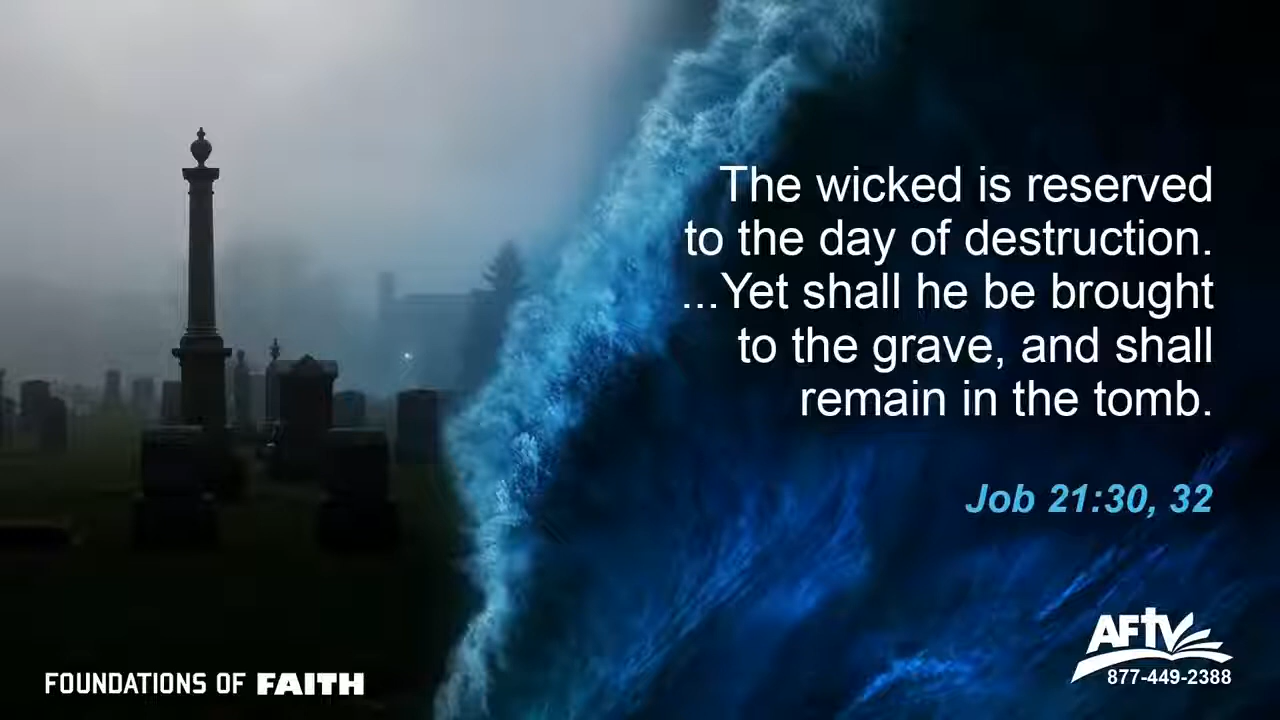 The wicked is reserved
to the day of destruction.
...Yet shall he be brought
to the grave, and shall
remain in the tomb.
Job 21:30, 32
AFTV
877-449-2388
FOUNDATIONS OF FAITH